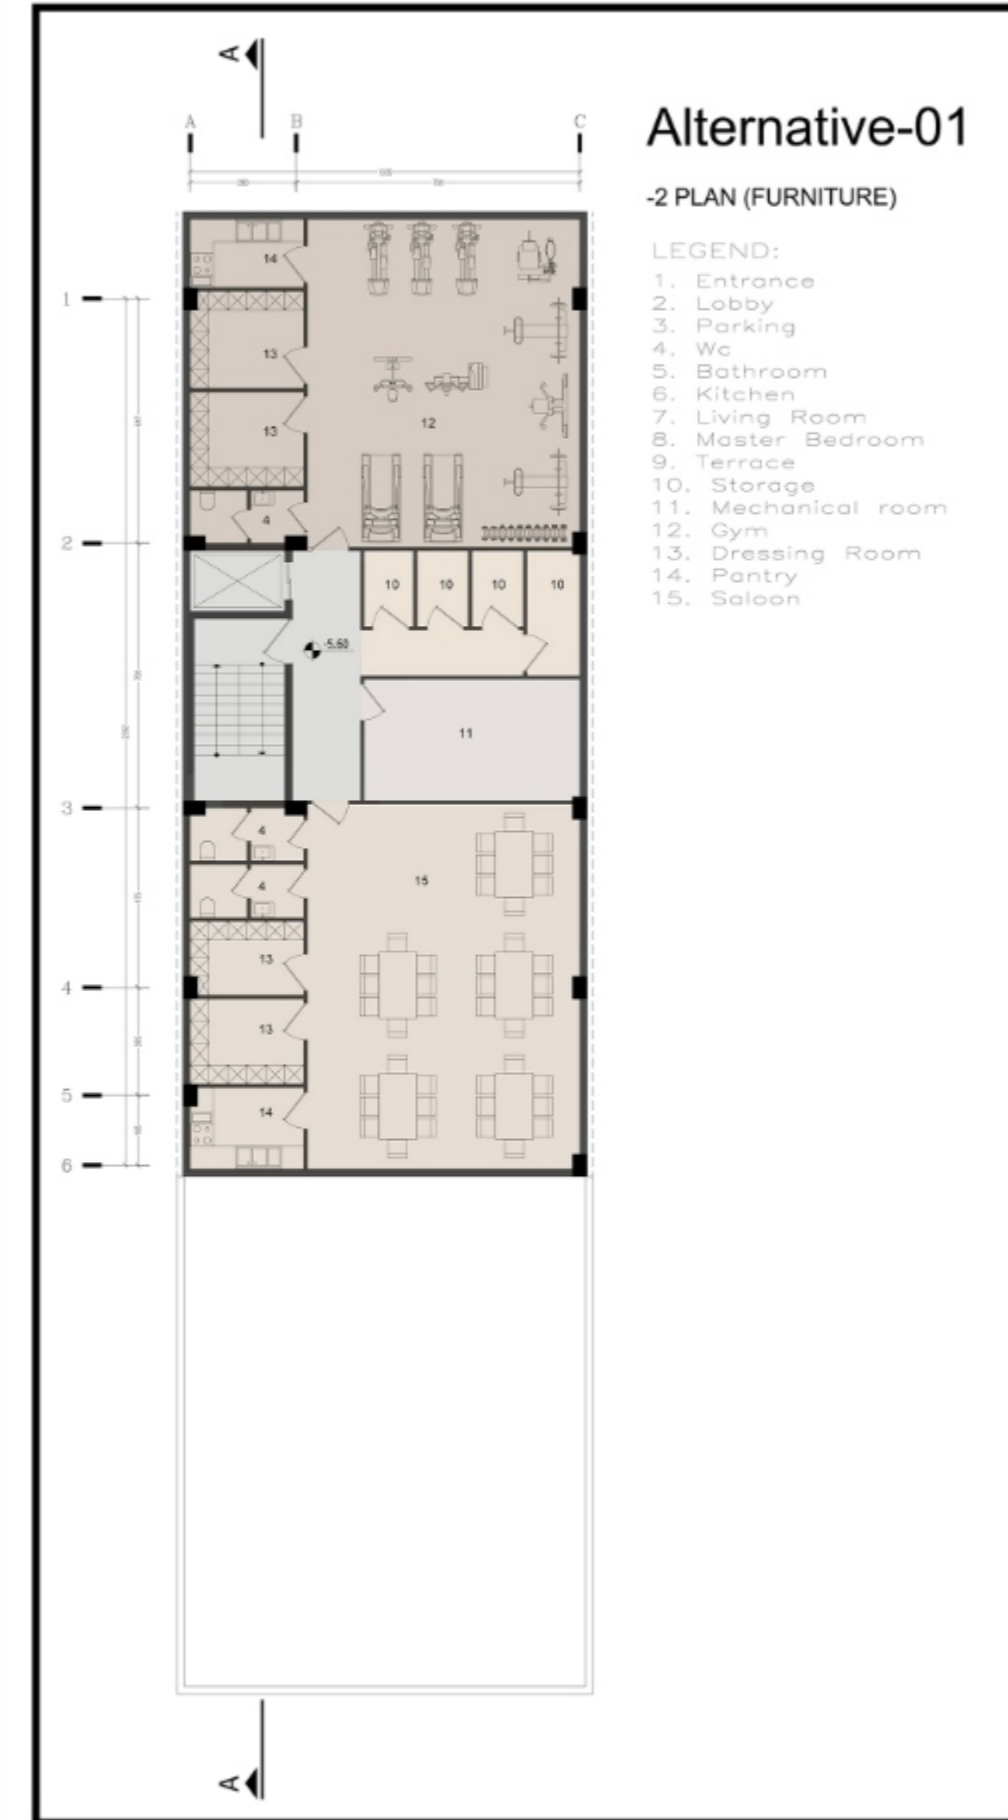 A
A B C
Alternative-01
-2 PLAN (FURNITURE)
LEGEND:
1. Entrance
2. Lobby
3. Parking
4. Wc
5. Bathroom
6. Kitchen
7. Living Room
8. Master Bedroom
9. Terrace
10. Storage
11. Mechanical room
12. Gym
13. Dressing Room
14. Pantry
15. Saloon
14
1
13
12
13
4
2
10 10 10 10
-5.60
11
3
4
15
4
13
4
13
5
14
6
A